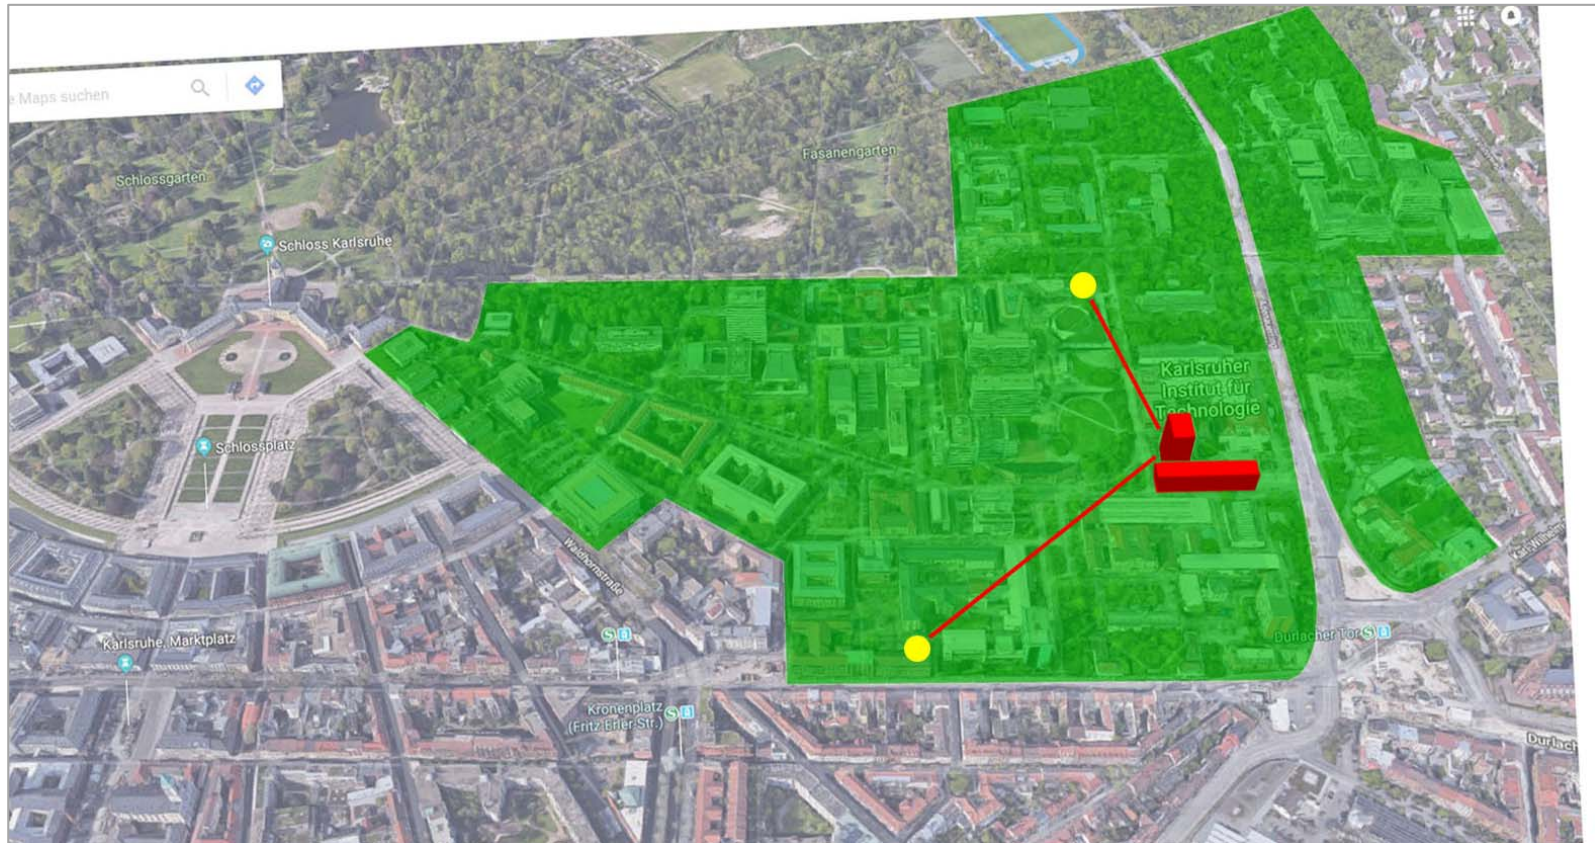 e Maps suchen
Fasanengarten
Schlossgarten
Schloss Karlsruhe
Karlsruher
Institut für
Technologie
Schlossplatz
Waldhornstraße
Karlsruhe, Marktplatz
Durlacher Tor
Kronenplatz
(Fritz-Erler-Str.)
Durlach